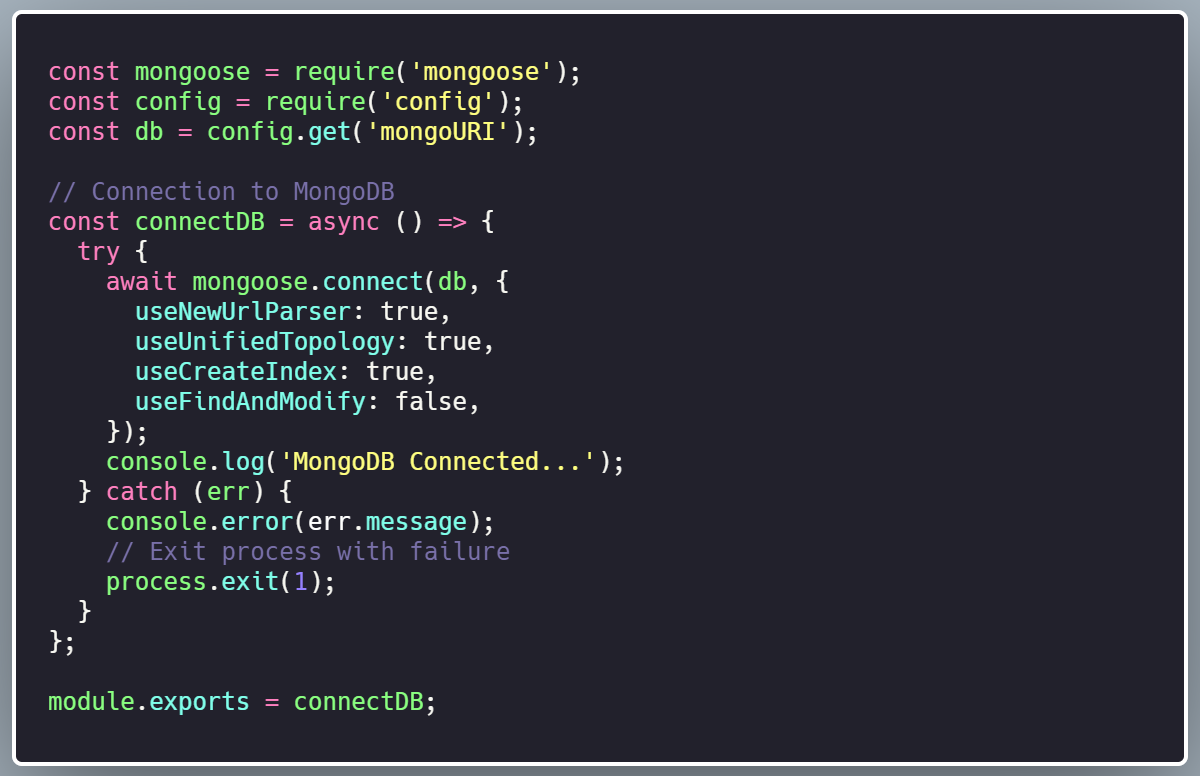 const mongoose = require('mongoose');
const config = require('config');
const db = config.get('mongoURI');

// Connection to MongoDB
const connectDB = async () => {
  try {
    await mongoose.connect(db, {
      useNewUrlParser: true,
      useUnifiedTopology: true,
      useCreateIndex: true,
      useFindAndModify: false,
    });
    console.log('MongoDB Connected...');
  } catch (err) {
    console.error(err.message);
    // Exit process with failure
    process.exit(1);
  }
};

module.exports = connectDB;